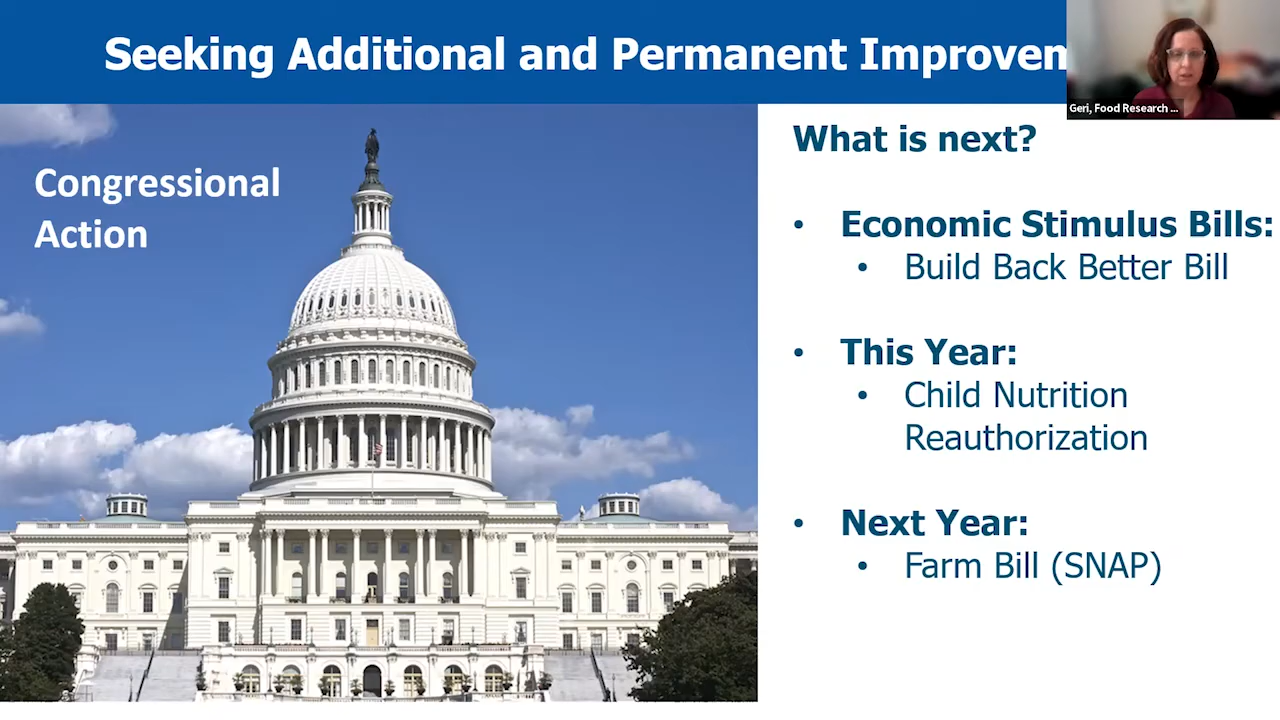 Seeking Additional and Permanent Improvem
Geri, Food Research ...
Congressional
Action
What is next?
• Economic Stimulus Bills:
• Build Back Better Bill
• This Year:
• Child Nutrition
Reauthorization
• Next Year:
• Farm Bill (SNAP)